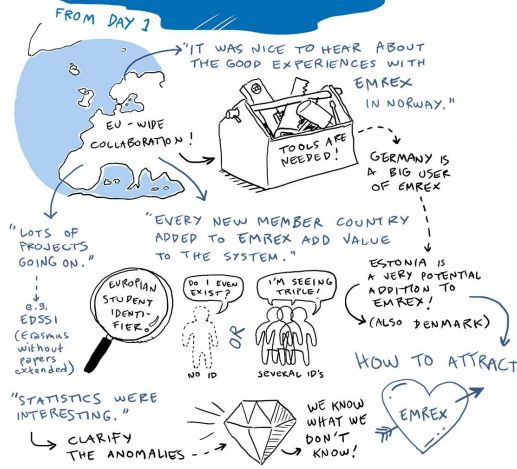 FROM DAY 1
"IT WAS NICE TO HEAR ABOUT
THE GOOD EXPERIENCES WITH
EMREX
IN NORWAY."
EU-WIDE
COLLABORATION!
TOOLS ARE
NEEDED!
GERMANY IS
A BIG USER
OF EMREX
"LOTS OF
PROJECTS
GOING ON."
"EVERY NEW MEMBER COUNTRY
ADDED TO EMREX ADD VALUE
TO THE SYSTEM."
ESTONIA IS
A VERY POTENTIAL
ADDITION TO
EMREX!
(ALSO DENMARK)
e.g.
EDSSI
(Erasmus
without
papers
extended)
EUROPIAN
STUDENT
IDENTI-
FIER.
DO I EVEN
EXIST?
NO ID
OR
I'M SEEING
TRIPLE!
SEVERAL ID'S
HOW TO ATTRACT
EMREX
"STATISTICS WERE
INTERESTING."
CLARIFY
THE ANOMALIES
WE KNOW
WHAT WE
DON'T
KNOW!